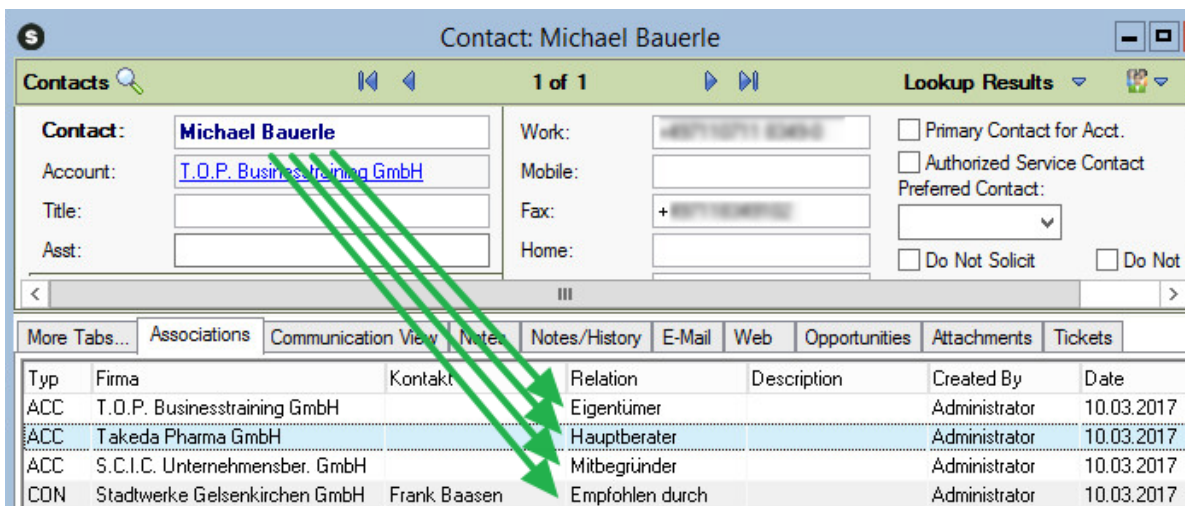 S Contact: Michael Bauerle
Contacts 1 of 1 Lookup Results
Contact: Michael Bauerle Work: Primary Contact for Acct.
Account: T.O.P. Businesstraining GmbH Mobile: Authorized Service Contact
Preferred Contact:
Title: Fax: +
Asst: Home: Do Not Solicit Do Not
More Tabs... Associations Communication View Notes Notes/History E-Mail Web Opportunities Attachments Tickets
Typ Firma Kontakt Relation Description Created By Date
ACC T.O.P. Businesstraining GmbH Eigentümer Administrator 10.03.2017
ACC Takeda Pharma GmbH Hauptberater Administrator 10.03.2017
ACC S.C.I.C. Unternehmensber. GmbH Mitbegründer Administrator 10.03.2017
CON Stadtwerke Gelsenkirchen GmbH Frank Baasen Empfohlen durch Administrator 10.03.2017